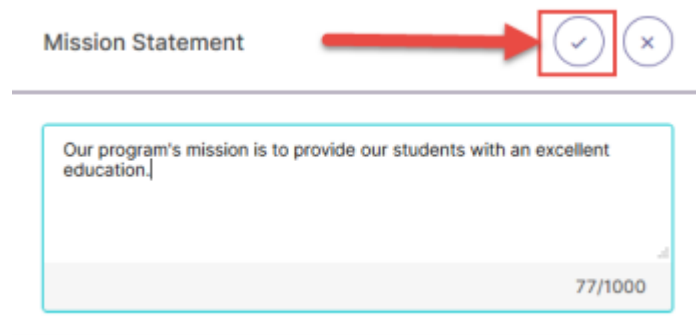 Mission Statement
Our program's mission is to provide our students with an excellent
education.
77/1000